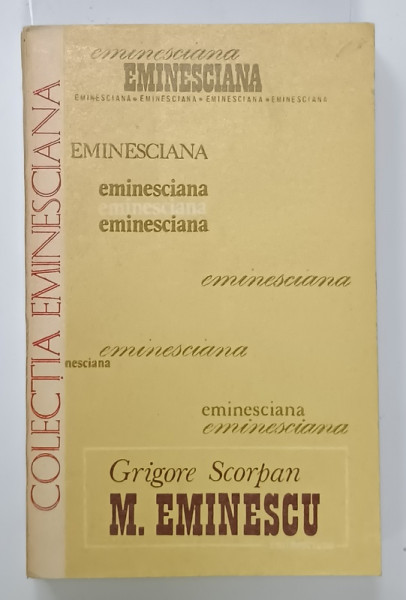 COLECȚIA EMINESCIANA
eminesciana
EMINESCIANA
EMINESCIANA★EMINESCIANA★EMINESCIANA★EMINESCIANA
EMINESCIANA
eminesciana
eminesciana
eminesciana
eminesciana
eminesciana
nesciana
eminesciana
eminesciana
Grigore Scorpan
M. EMINESCU